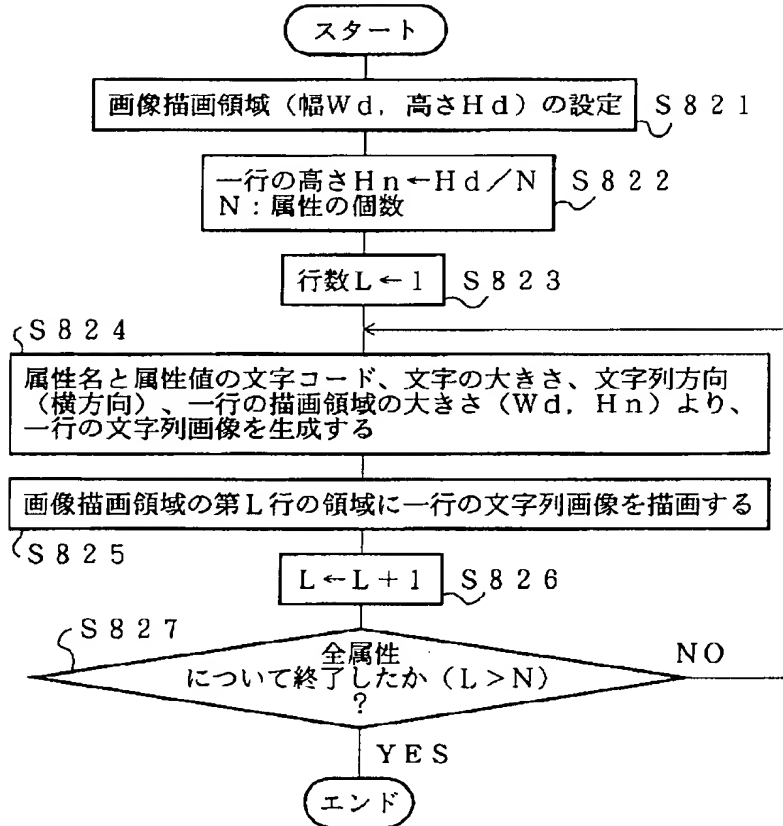 スタート
画像描画領域（幅Wd，高さHd）の設定
S821
一行の高さHn←Hd／N
N：属性の個数
S822
行数L←1
S823
S824
属性名と属性値の文字コード、文字の大きさ、文字列方向
（横方向）、一行の描画領域の大きさ（Wd，Hn）より、
一行の文字列画像を生成する
画像描画領域の第L行の領域に一行の文字列画像を描画する
S825
L←L＋1
S826
S827
全属性
について終了したか（L＞N）
？
NO
YES
エンド